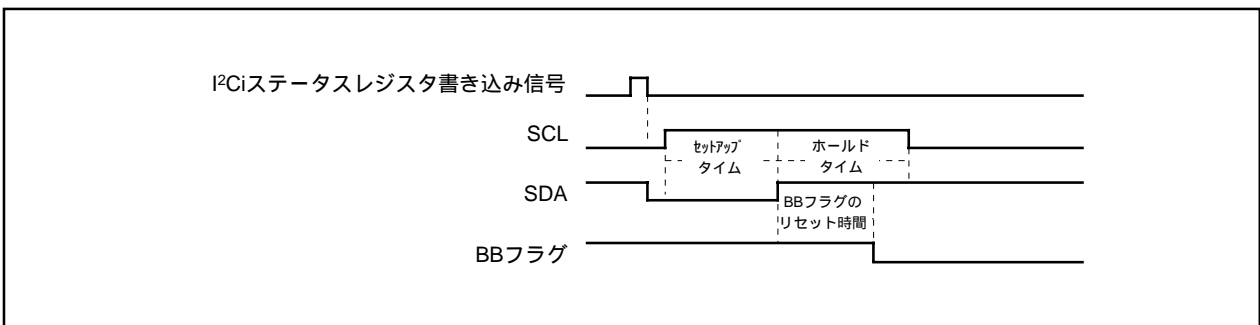 I²Ciステータスレジスタ書き込み信号
SCL
ｾｯﾄｱｯﾌﾟ
タイム
ホールド
タイム
SDA
BBフラグの
リセット時間
BBフラグ